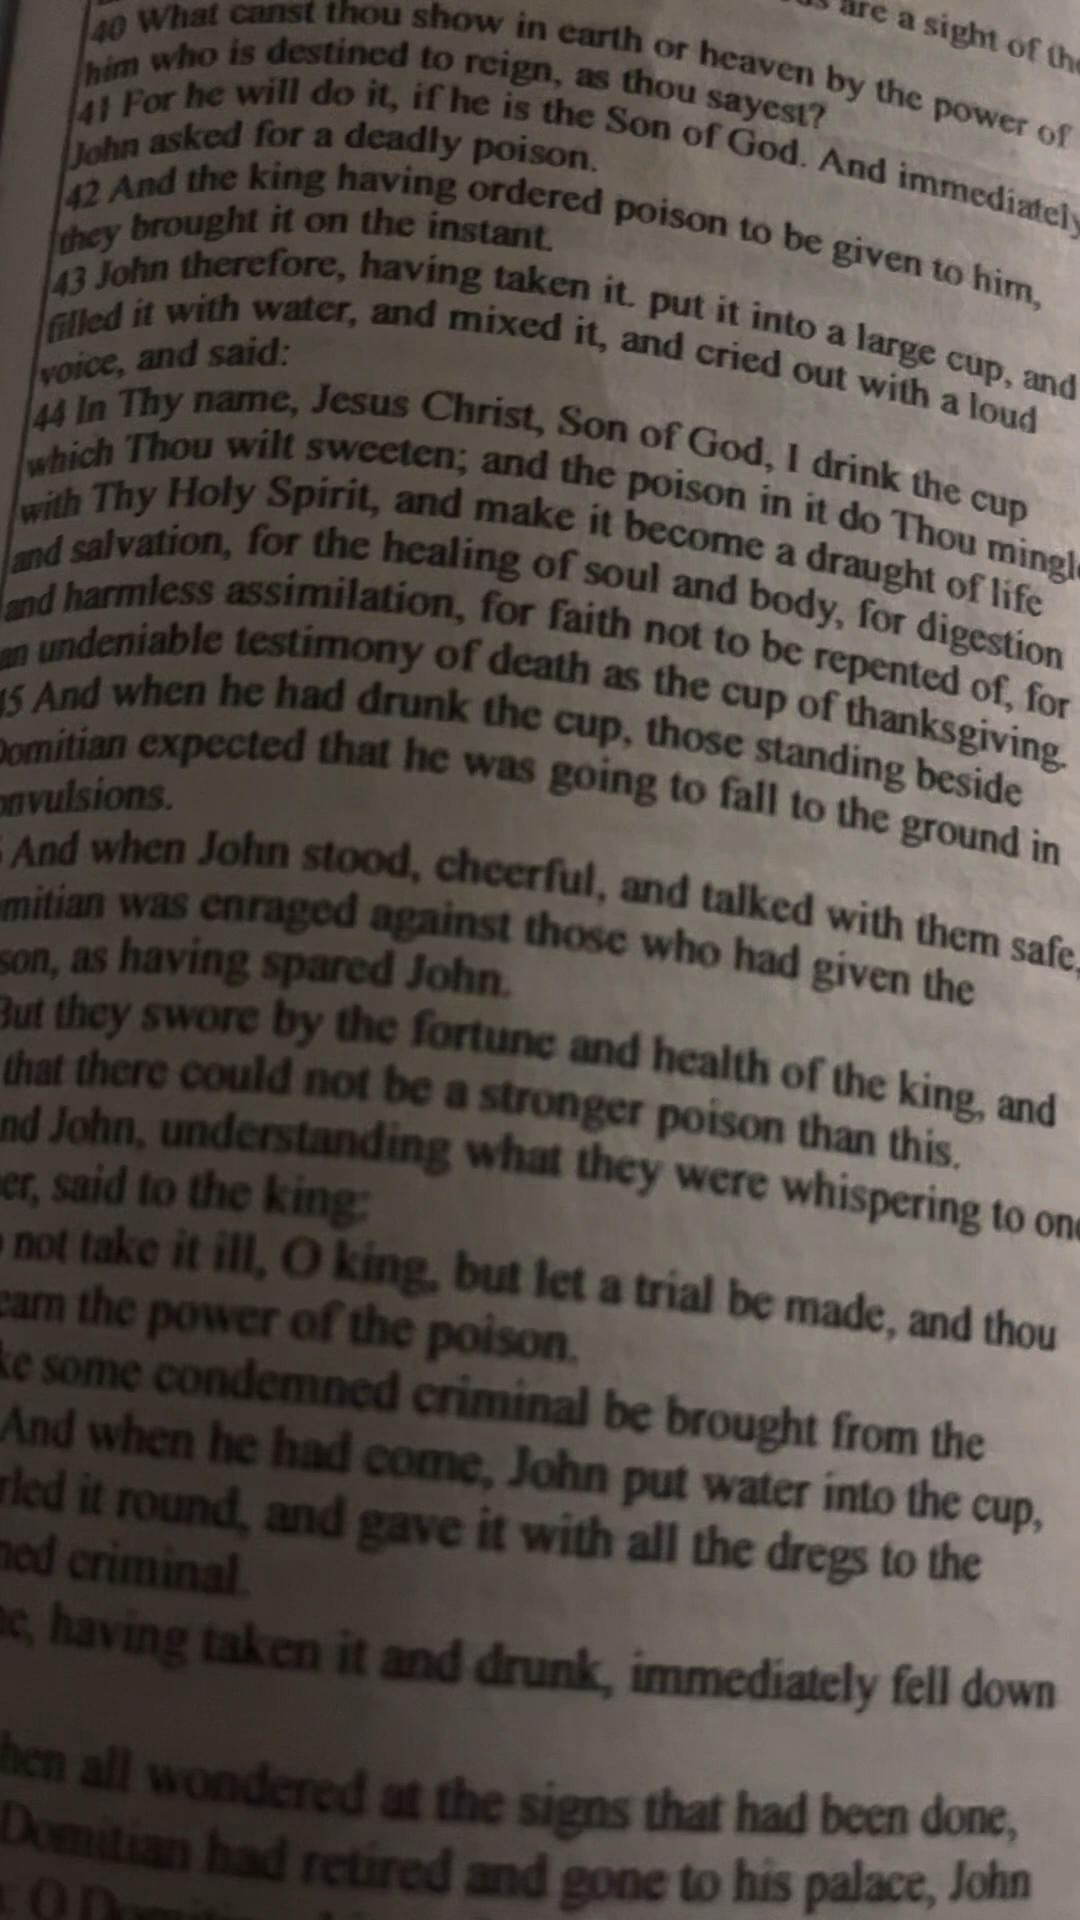 are a sight of
40 What canst thou show in earth or heaven by the power of
him who is destined to reign, as thou sayest?
41 For he will do it, if he is the Son of God. And immediately
John asked for a deadly poison.
42 And the king having ordered poison to be given to him,
they brought it on the instant.
43 John therefore, having taken it. put it into a large cup, and
filled it with water, and mixed it, and cried out with a loud
voice, and said:
44 In Thy name, Jesus Christ, Son of God, I drink the cup
which Thou wilt sweeten; and the poison in it do Thou mingle
with Thy Holy Spirit, and make it become a draught of life
and salvation, for the healing of soul and body, for digestion
and harmless assimilation, for faith not to be repented of, for
an undeniable testimony of death as the cup of thanksgiving.
45 And when he had drunk the cup, those standing beside
Domitian expected that he was going to fall to the ground in
onvulsions.
And when John stood, cheerful, and talked with them safe,
mitian was enraged against those who had given the
son, as having spared John.
But they swore by the fortune and health of the king, and
that there could not be a stronger poison than this.
nd John, understanding what they were whispering to one
er, said to the king:
not take it ill, O king, but let a trial be made, and thou
earn the power of the poison.
ke some condemned criminal be brought from the
And when he had come, John put water into the cup,
rled it round, and gave it with all the dregs to the
ned criminal.
having taken it and drunk, immediately fell down
hen all wondered at the signs that had been done,
Domitian had retired and gone to his palace, John
O